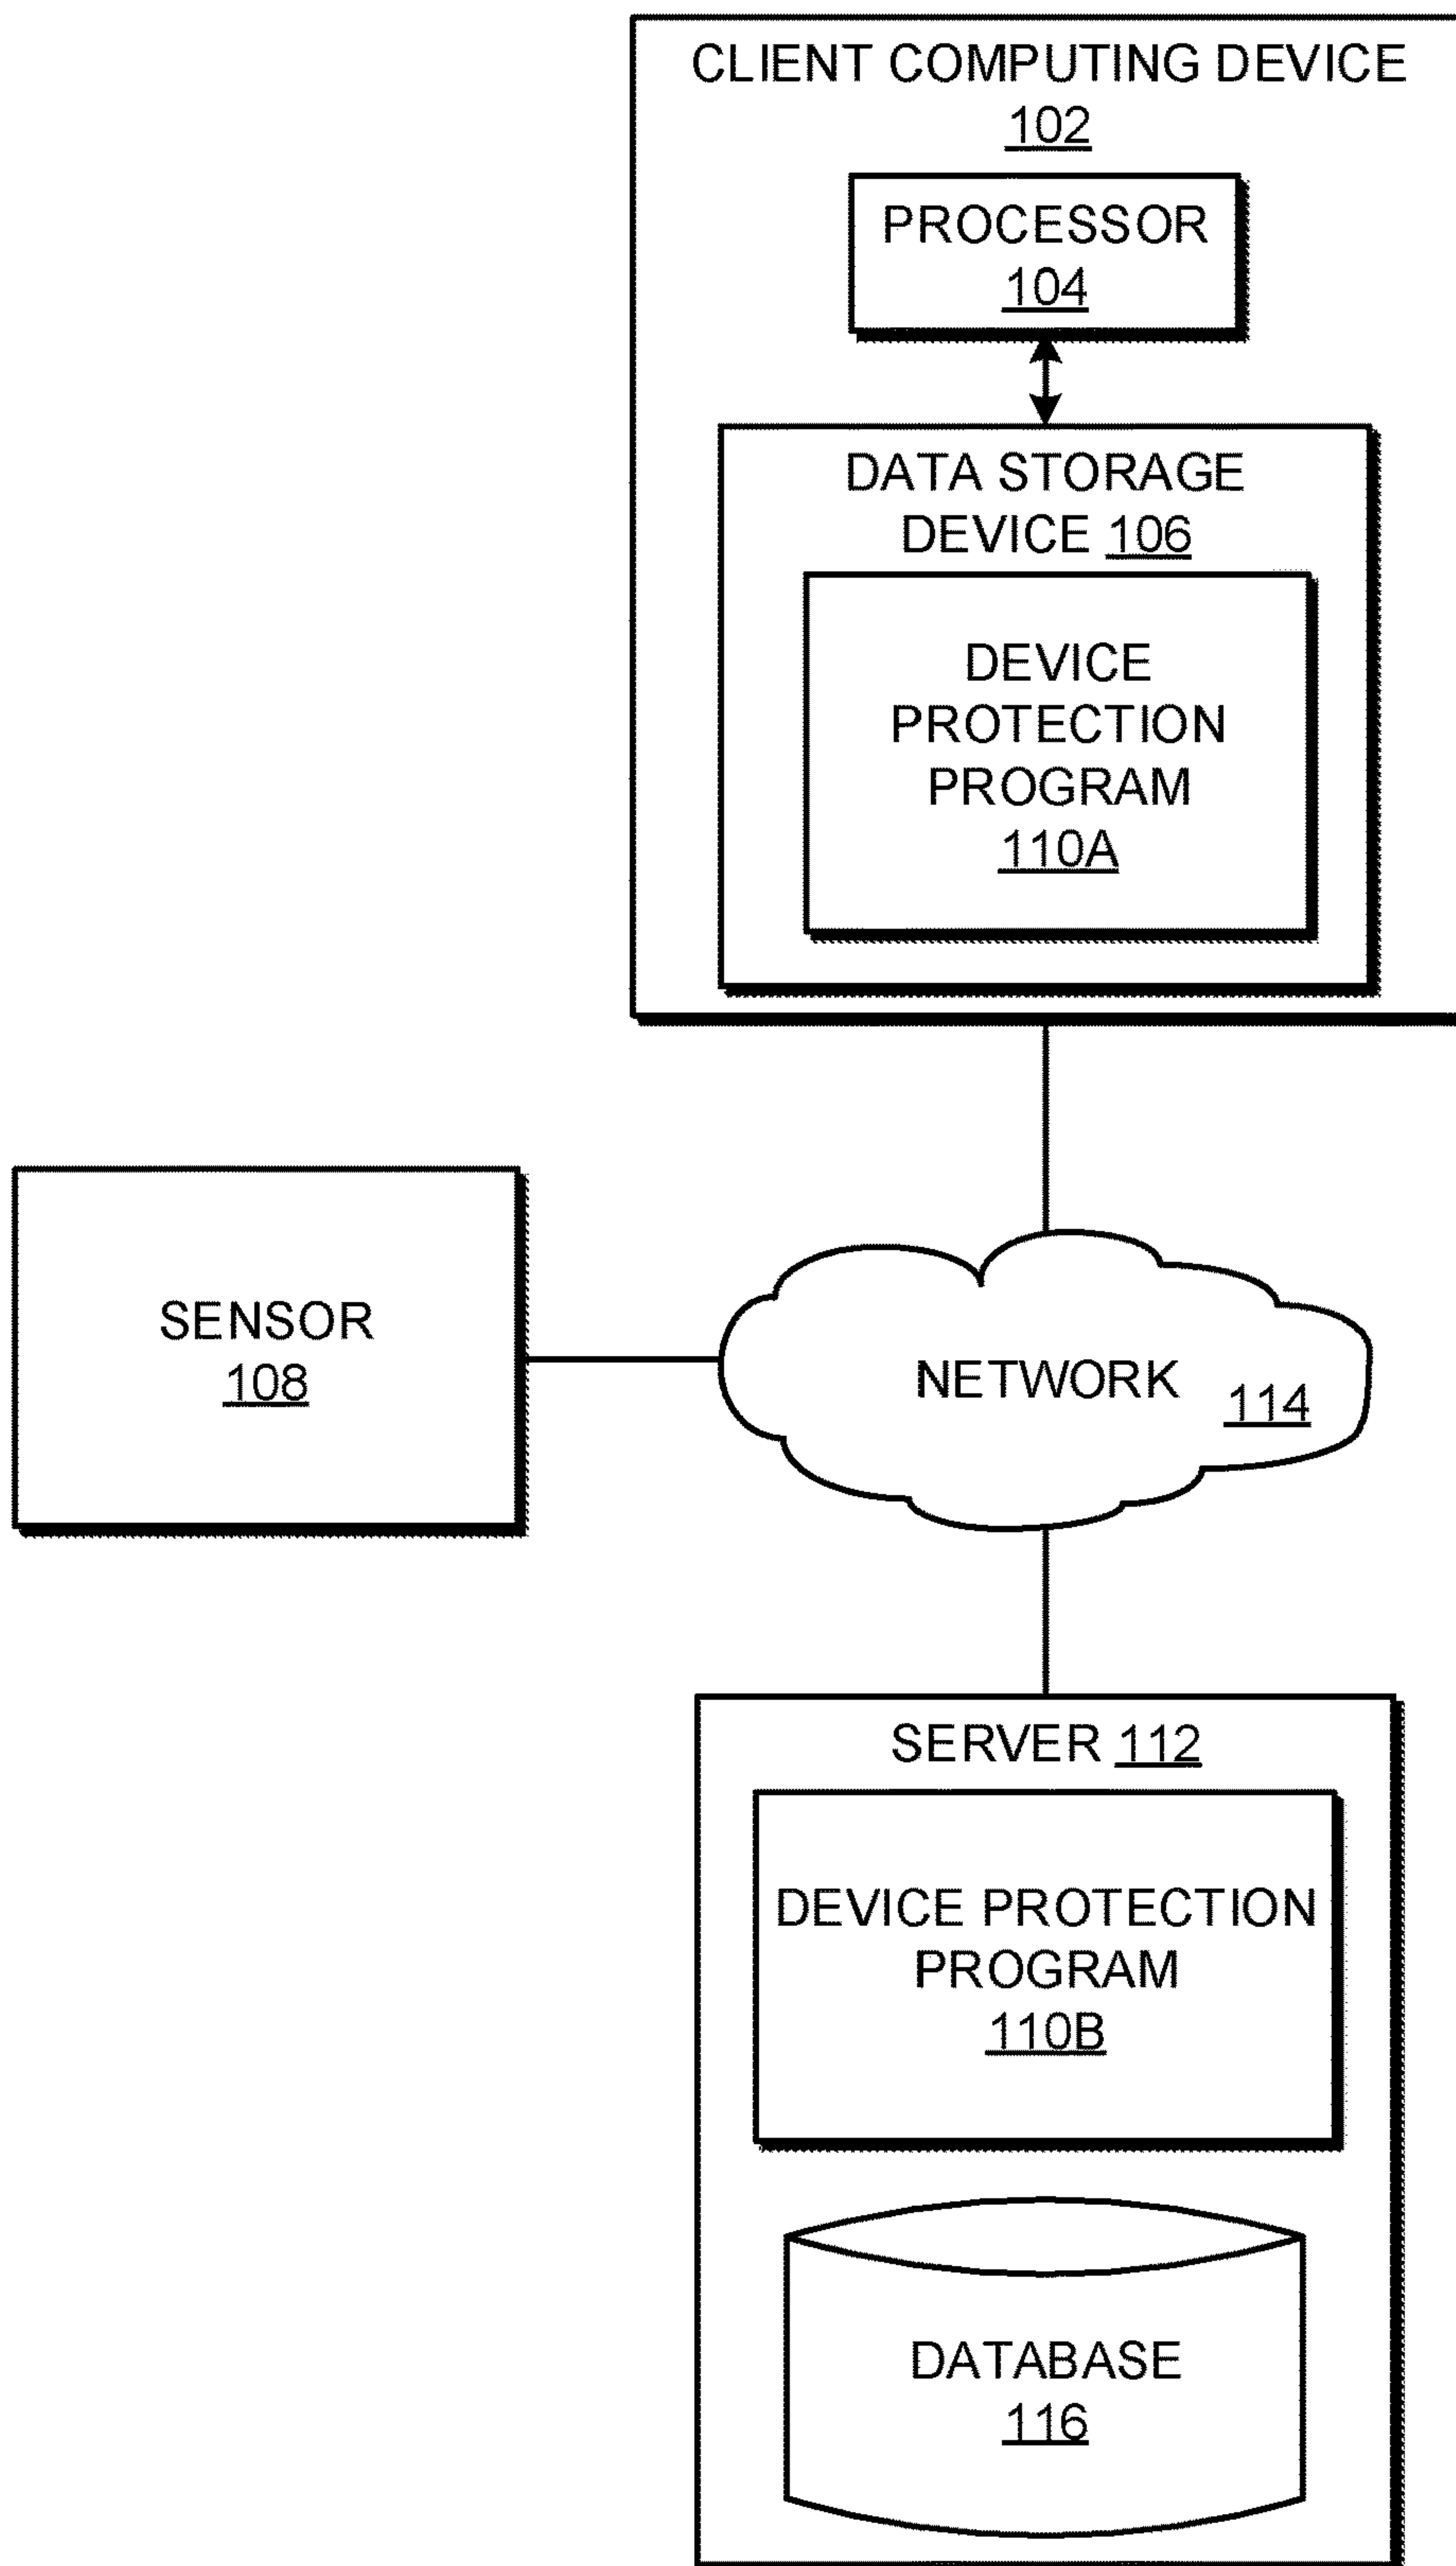 CLIENT COMPUTING DEVICE
102
PROCESSOR
104
DATA STORAGE
DEVICE 106
DEVICE
PROTECTION
PROGRAM
110A
SENSOR
108
NETWORK 114
SERVER 112
DEVICE PROTECTION
PROGRAM
110B
DATABASE
116